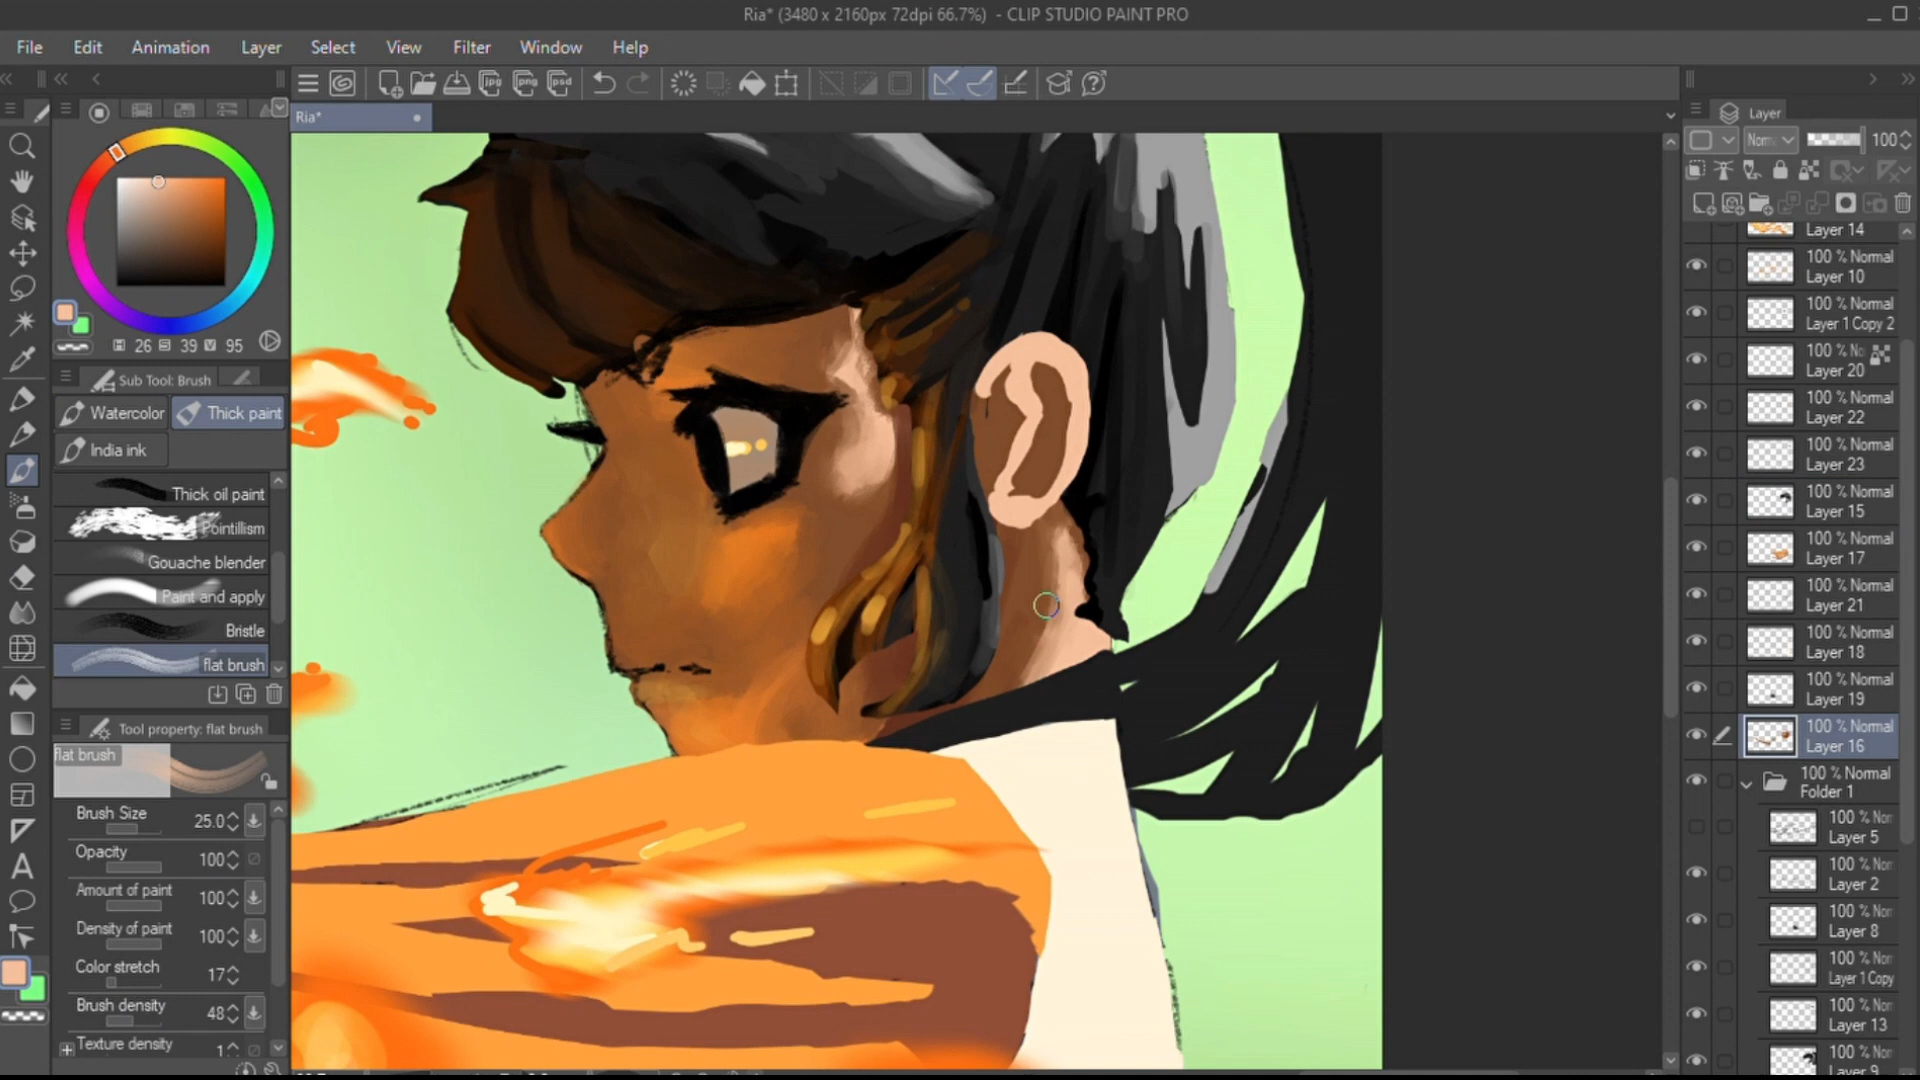 Ria* (3480 x 2160px 72dpi 66.7%) - CLIP STUDIO PAINT PRO
File Edit Animation Layer Select View Filter Window Help
jpg png psd
Ria*
Layer
Norm 100
H 26 S 39 V 95
Sub Tool: Brush
Watercolor
Thick paint
India ink
Thick oil paint
Pointillism
Gouache blender
Paint and apply
Bristle
flat brush
Tool property: flat brush
flat brush
Brush Size 25.0
Opacity 100
Amount of paint 100
Density of paint 100
Color stretch 17
Brush density 48
Texture density 1
Layer 14
100 % Normal
Layer 10
100 % Normal
Layer 1 Copy 2
100 % No
Layer 20
100 % Normal
Layer 22
100 % Normal
Layer 23
100 % Normal
Layer 15
100 % Normal
Layer 17
100 % Normal
Layer 21
100 % Normal
Layer 18
100 % Normal
Layer 19
100 % Normal
Layer 16
100 % Normal
Folder 1
100 % Nor
Layer 5
100 % Nor
Layer 2
100 % Nor
Layer 8
100 % Nor
Layer 1 Copy
100 % Nor
Layer 13
100 % Nor
Layer 9